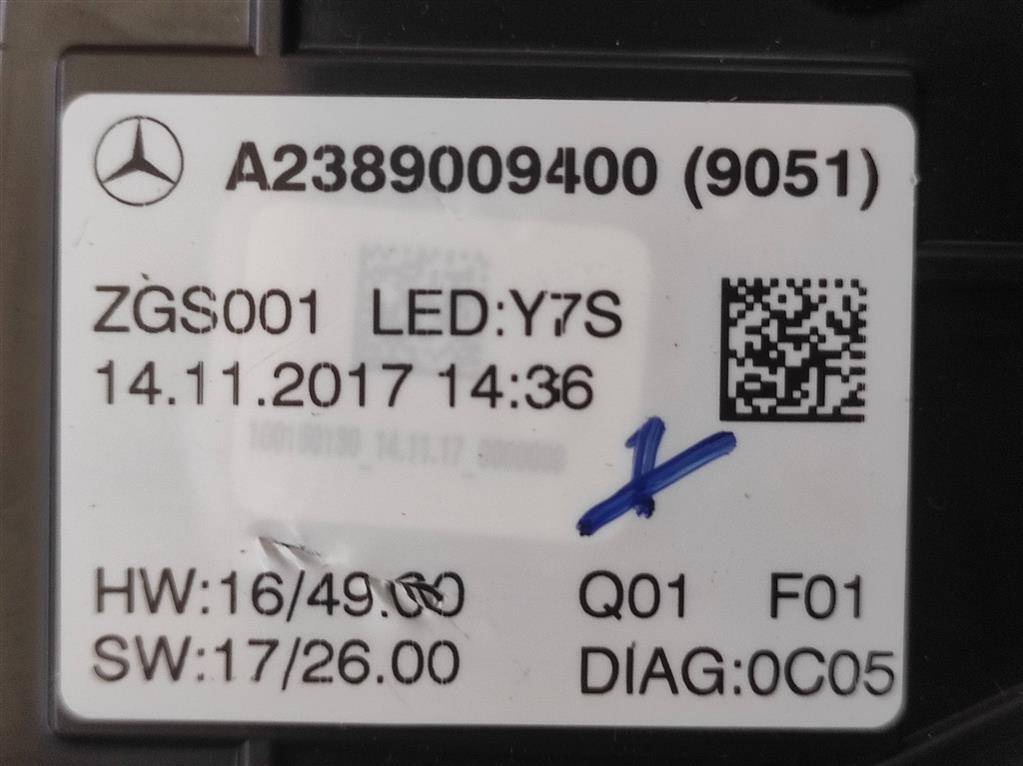 A2389009400 (9051)
ZGS001 LED:Y7S
14.11.2017 14:36
HW:16/49.00 Q01 F01
SW:17/26.00 DIAG:0C05